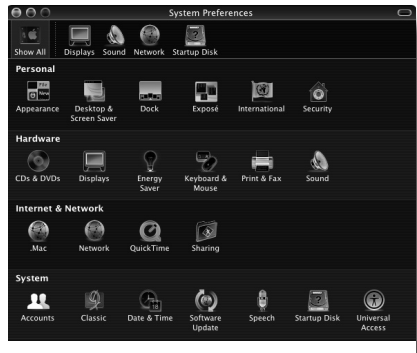 System Preferences
Show All Displays Sound Network Startup Disk
Personal
Appearance Desktop & Screen Saver Dock Exposé International Security
Hardware
CDs & DVDs Displays Energy Saver Keyboard & Mouse Print & Fax Sound
Internet & Network
.Mac Network QuickTime Sharing
System
Accounts Classic Date & Time Software Update Speech Startup Disk Universal Access